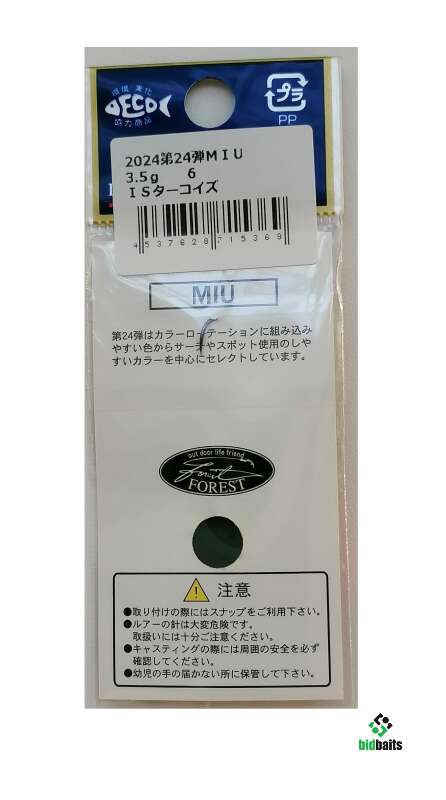 環境 素化
ECO
協力商品
プラ
PP
2024第24弾ＭＩＵ
3.5ｇ 6
ＩＳターコイズ
4 537628 715369
MIU
第24弾はカラーローテーションに組み込み
やすい色からサーチやスポット使用のしや
すいカラーを中心にセレクトしています。
out door life friend
Forest
FOREST
注意
●取り付けの際にはスナップをご利用下さい。
●ルアーの針は大変危険です。
取扱いには十分ご注意ください。
●キャスティングの際には周囲の安全を必ず
確認してください。
●幼児の手の届かない所に保管して下さい。
bidbaits